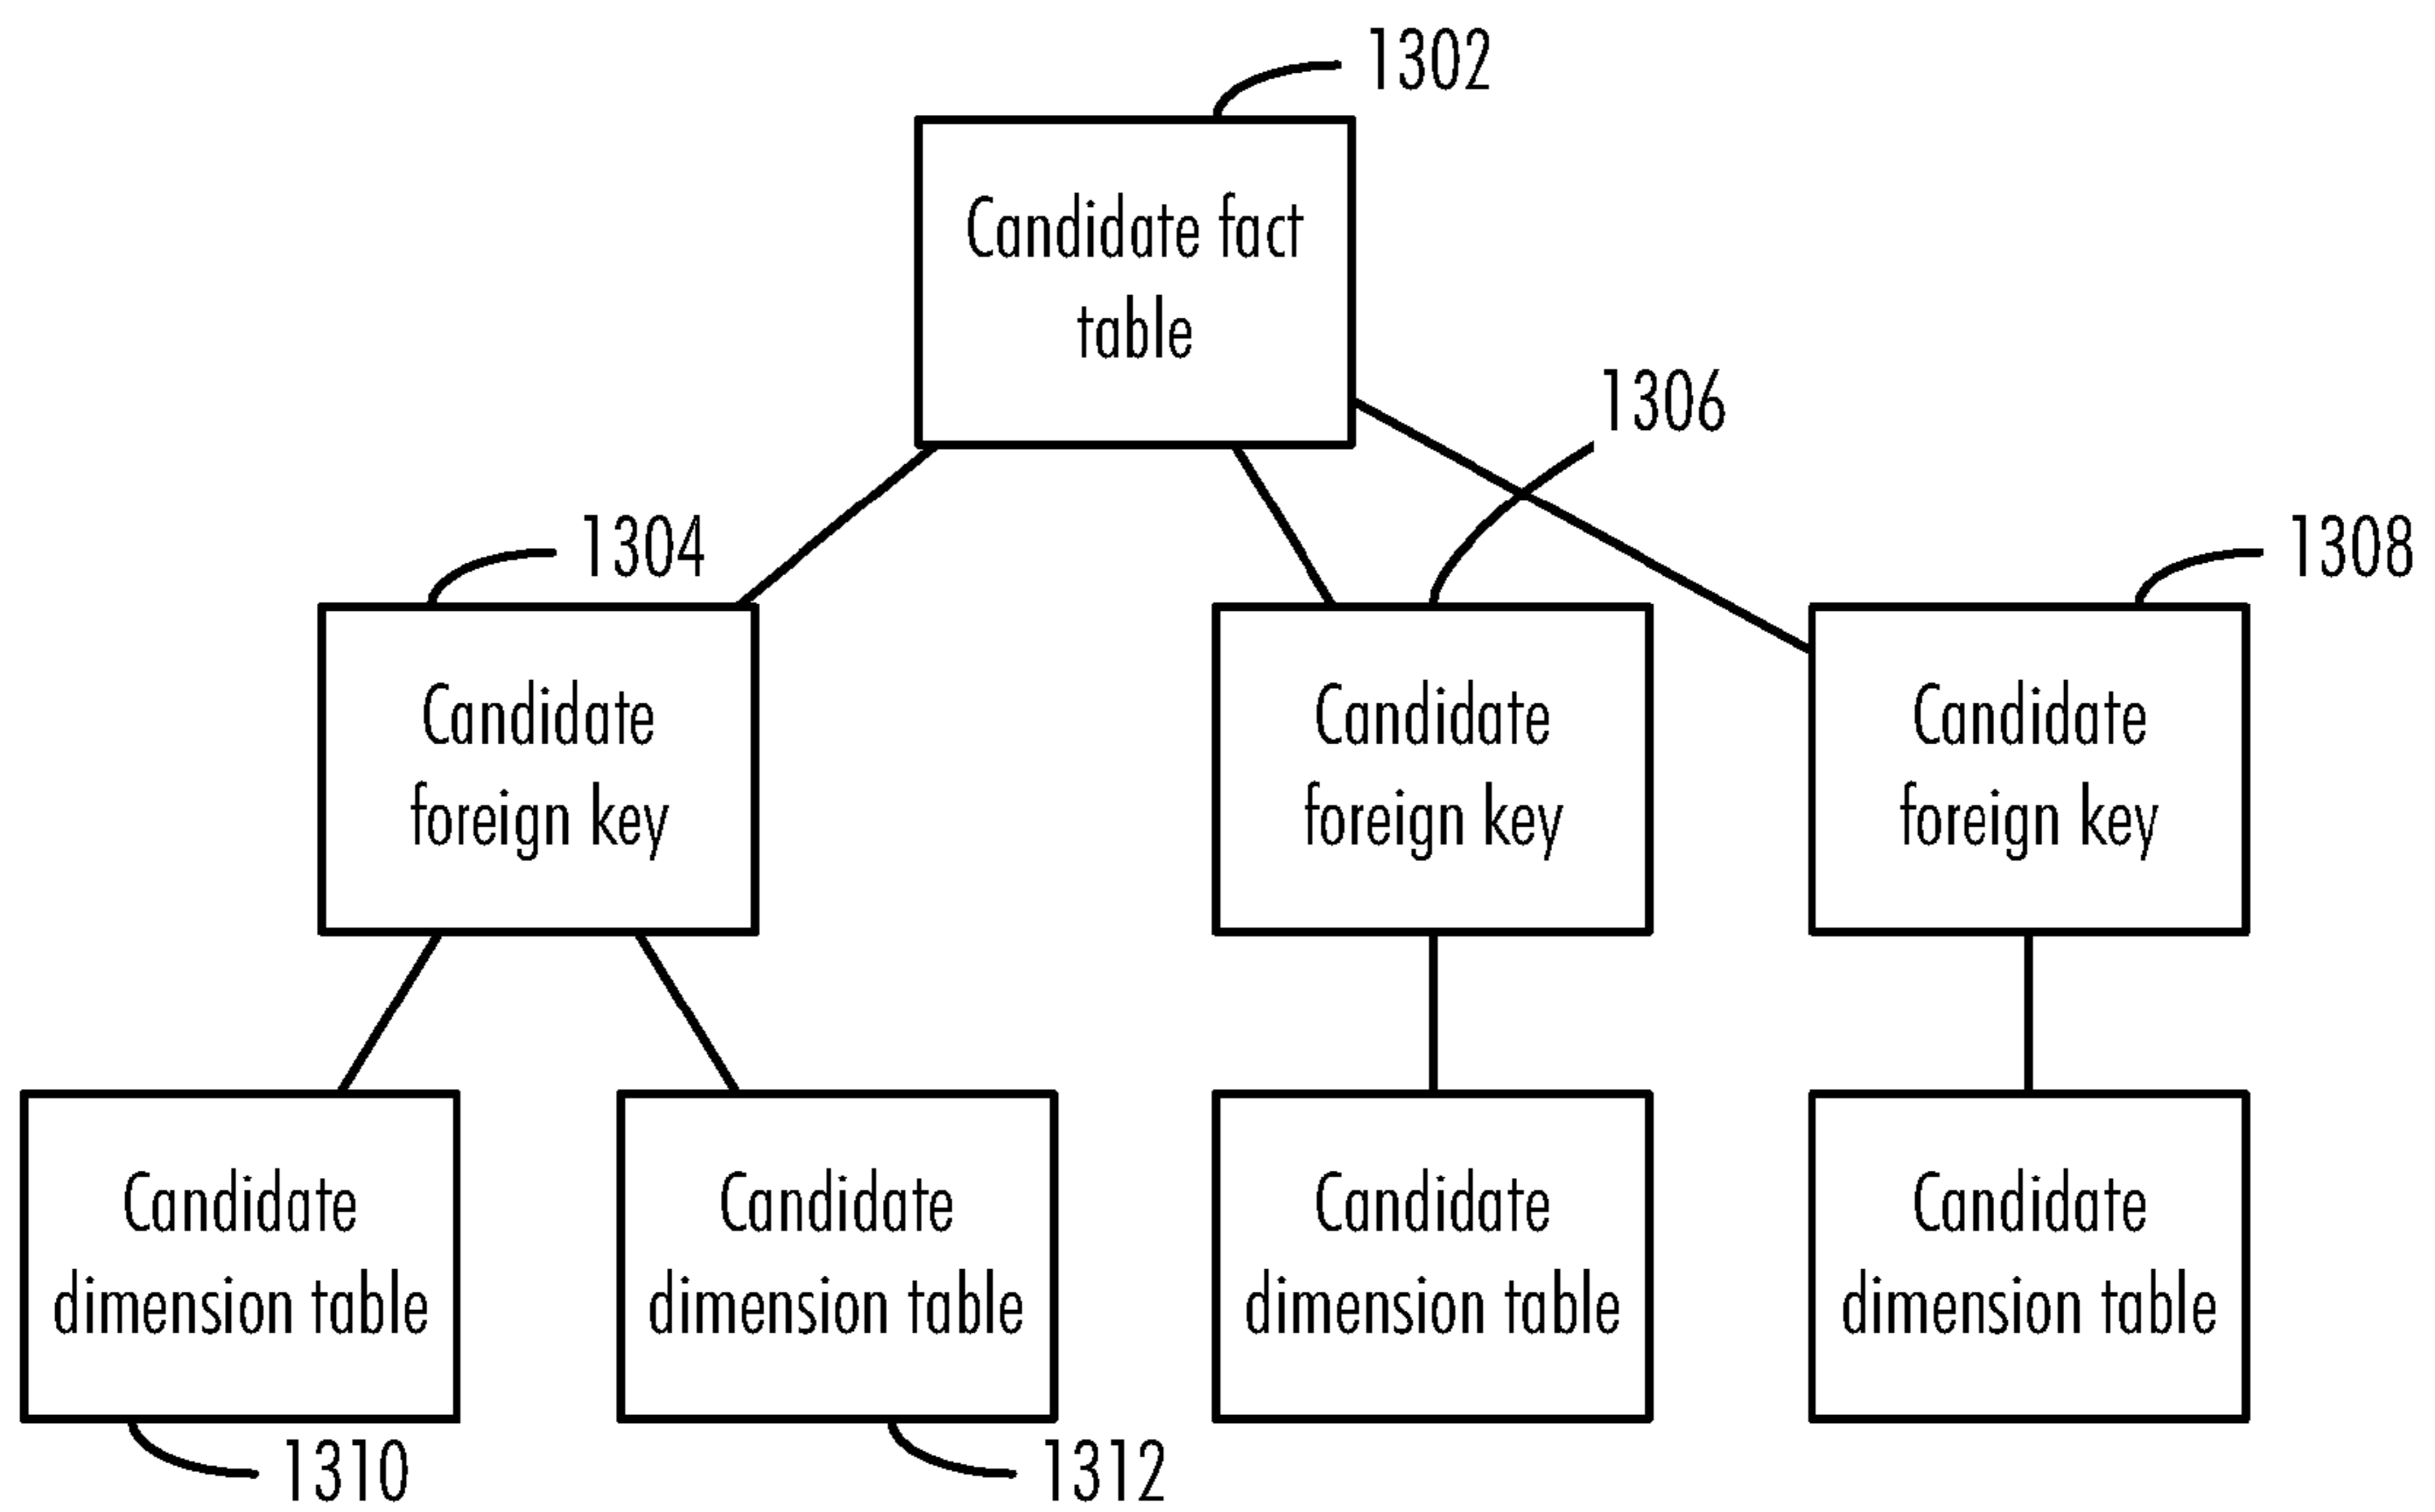 1302
Candidate fact
table
1306
1304
1308
Candidate
foreign key
Candidate
foreign key
Candidate
foreign key
Candidate
dimension table
Candidate
dimension table
Candidate
dimension table
Candidate
dimension table
1310
1312